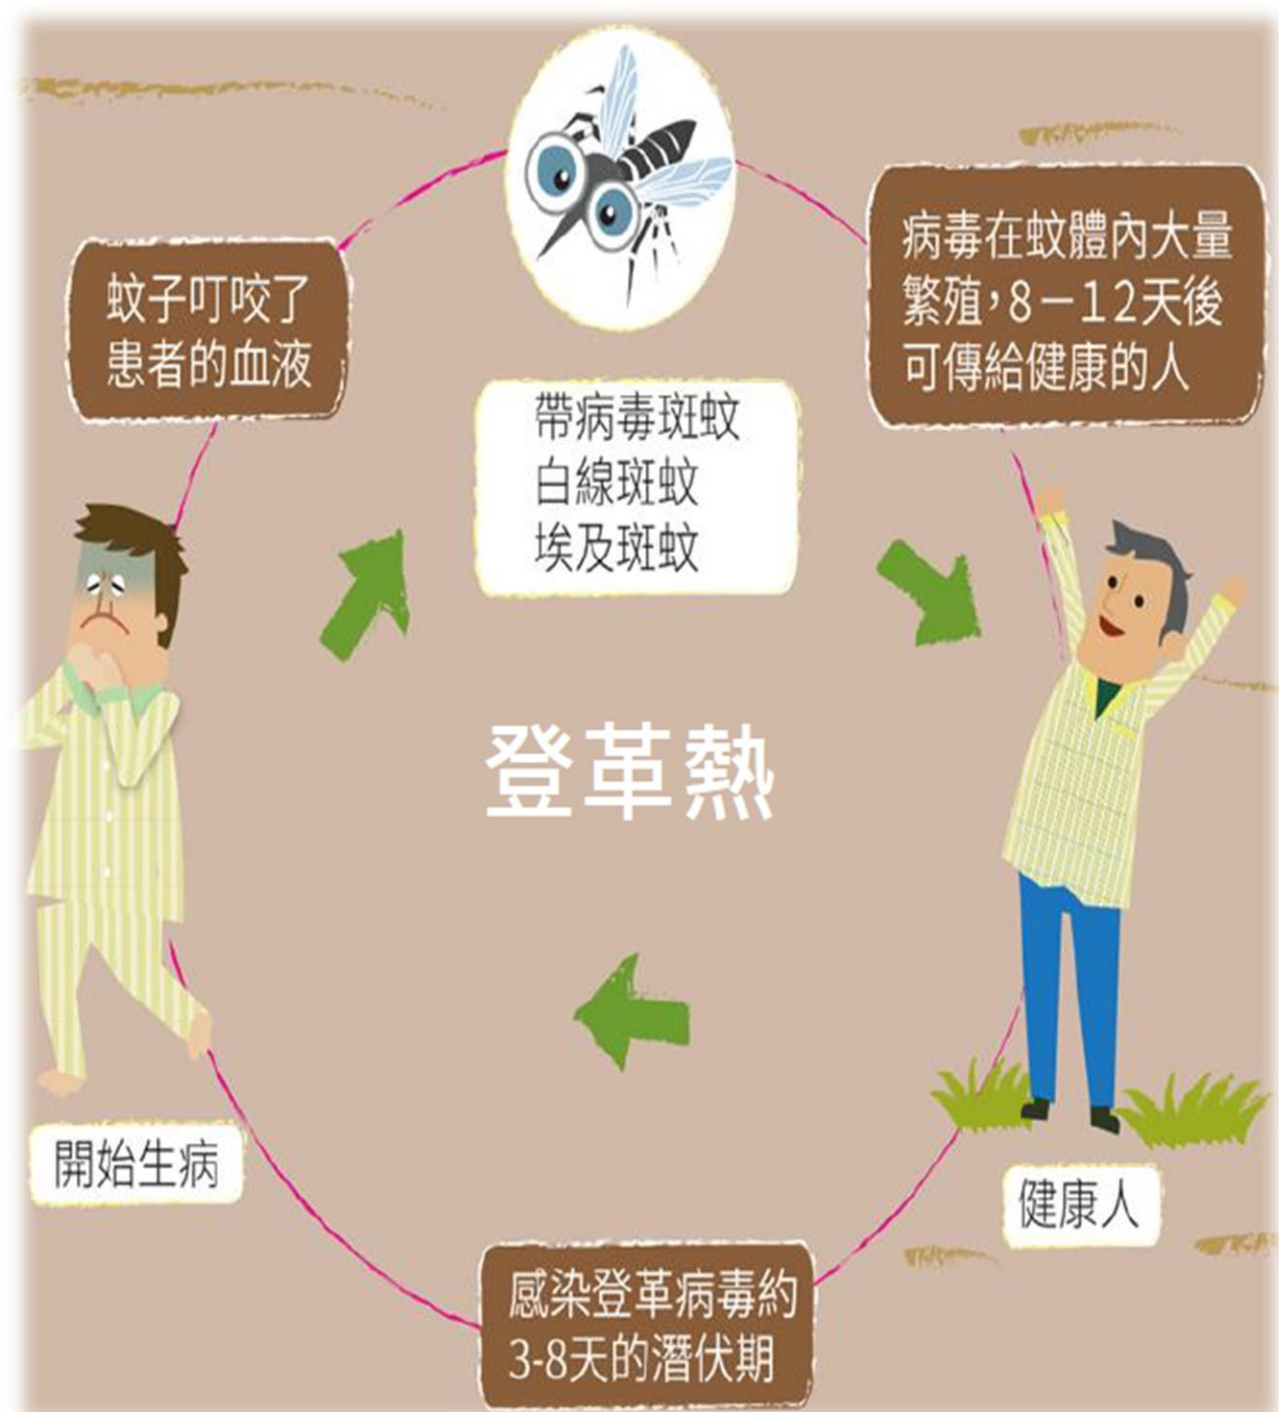 蚊子叮咬了
患者的血液
病毒在蚊體內大量
繁殖，8－12天後
可傳給健康的人
帶病毒斑蚊
白線斑蚊
埃及斑蚊
登革熱
開始生病
健康人
感染登革病毒約
3-8天的潛伏期